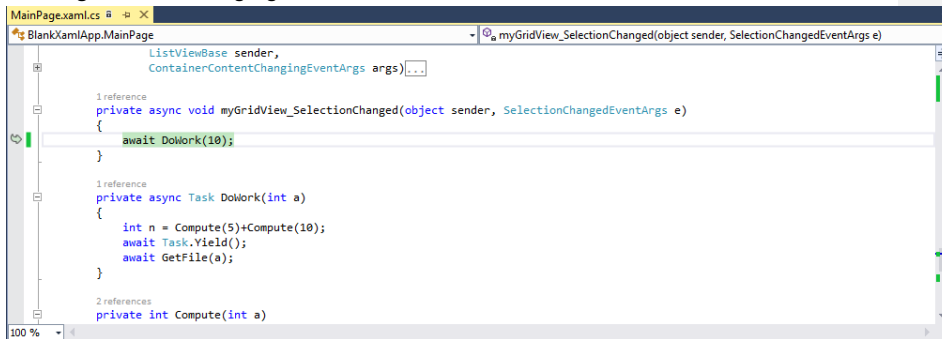 MainPage.xaml.cs
BlankXamlApp.MainPage myGridView_SelectionChanged(object sender, SelectionChangedEventArgs e)
ListViewBase sender,
ContainerContentChangingEventArgs args)...
1 reference
private async void myGridView_SelectionChanged(object sender, SelectionChangedEventArgs e)
{
await DoWork(10);
}
1 reference
private async Task DoWork(int a)
{
int n = Compute(5)+Compute(10);
await Task.Yield();
await GetFile(a);
}
2 references
private int Compute(int a)
100 %